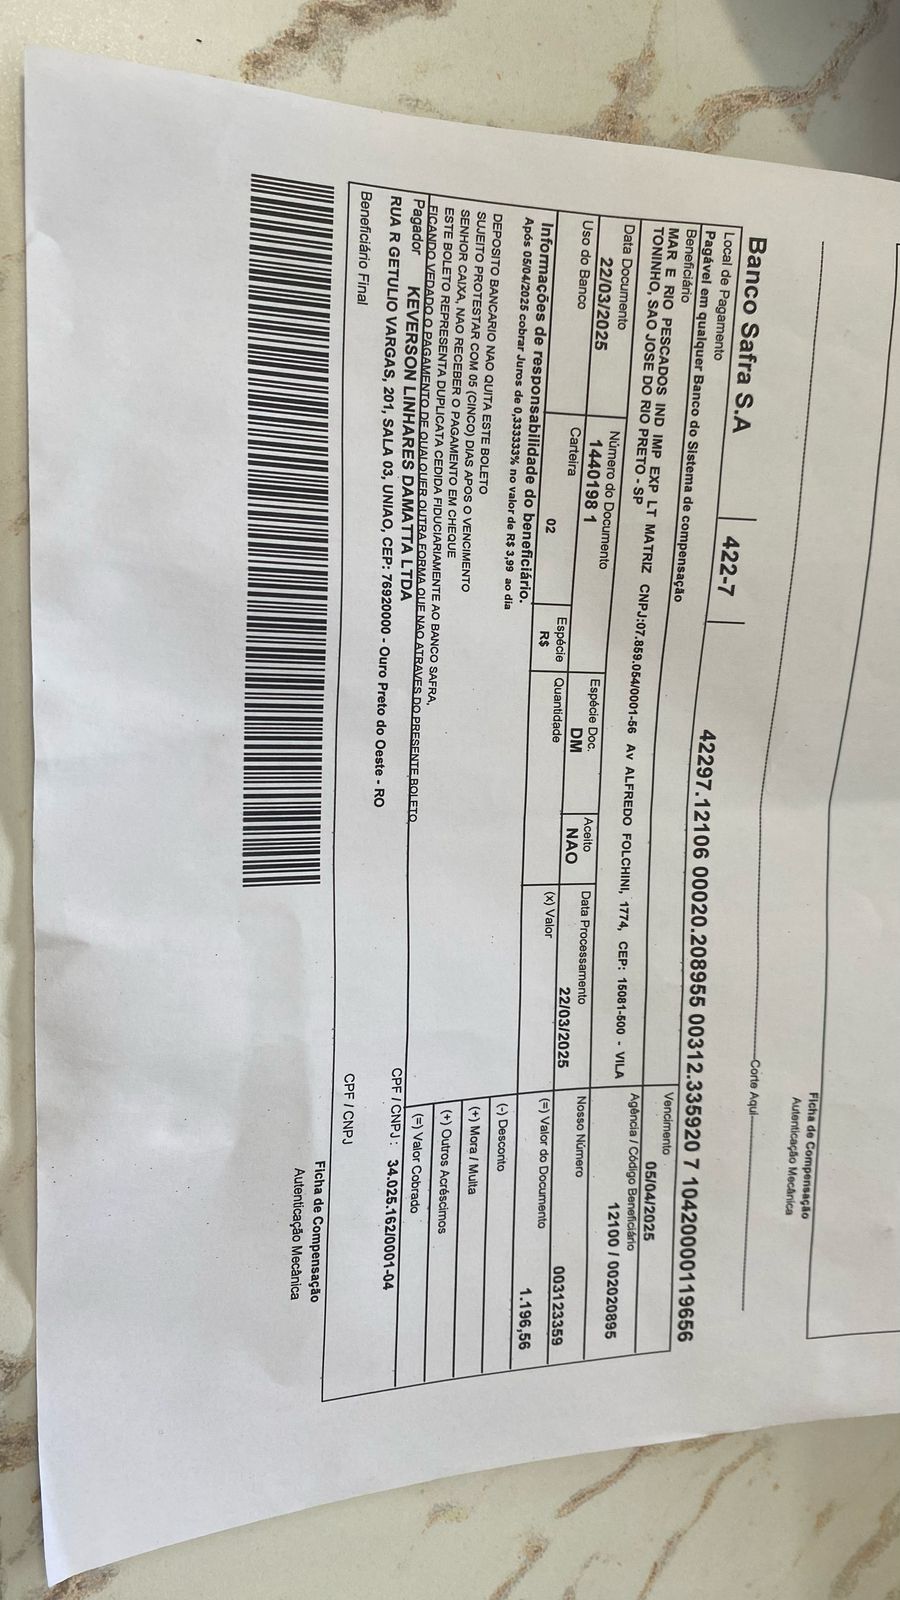 Ficha de Compensação
Autenticação Mecânica
Corte Aqui
Banco Safra S.A 422-7 42297.12106 00020.208955 00312.335920 7 10420000119656
Local de Pagamento Vencimento
Pagável em qualquer Banco do Sistema de compensação 05/04/2025
Beneficiário Agência / Código Beneficiário
MAR E RIO PESCADOS IND IMP EXP LT MATRIZ CNPJ:07.859.054/0001-56 Av ALFREDO FOLCHINI, 1774, CEP: 15081-500 - VILA
TONINHO, SAO JOSE DO RIO PRETO - SP 12100 / 002020895
Data Documento Número do Documento Espécie Doc. Aceito Data Processamento Nosso Número
22/03/2025 1440198 1 DM NAO 22/03/2025 003123359
Uso do Banco Carteira Espécie Quantidade (x) Valor (=) Valor do Documento
02 R$ 1.196,56
Informações de responsabilidade do beneficiário. (-) Desconto
Após 05/04/2025 cobrar Juros de 0,333333% no valor de R$ 3,99 ao dia
(+) Mora / Multa
DEPOSITO BANCARIO NAO QUITA ESTE BOLETO
SUJEITO PROTESTAR COM 05 (CINCO) DIAS APOS O VENCIMENTO
(+) Outros Acréscimos
SENHOR CAIXA, NAO RECEBER O PAGAMENTO EM CHEQUE
ESTE BOLETO REPRESENTA DUPLICATA CEDIDA FIDUCIARIAMENTE AO BANCO SAFRA,
(=) Valor Cobrado
FICANDO VEDADO O PAGAMENTO DE QUALQUER OUTRA FORMA QUE NAO ATRAVES DO PRESENTE BOLETO
Pagador KEVERSON LINHARES DAMATTA LTDA CPF / CNPJ : 34.025.162/0001-04
RUA R GETULIO VARGAS, 201, SALA 03, UNIAO, CEP: 76920000 - Ouro Preto do Oeste - RO
Beneficiário Final CPF / CNPJ
Ficha de Compensação
Autenticação Mecânica